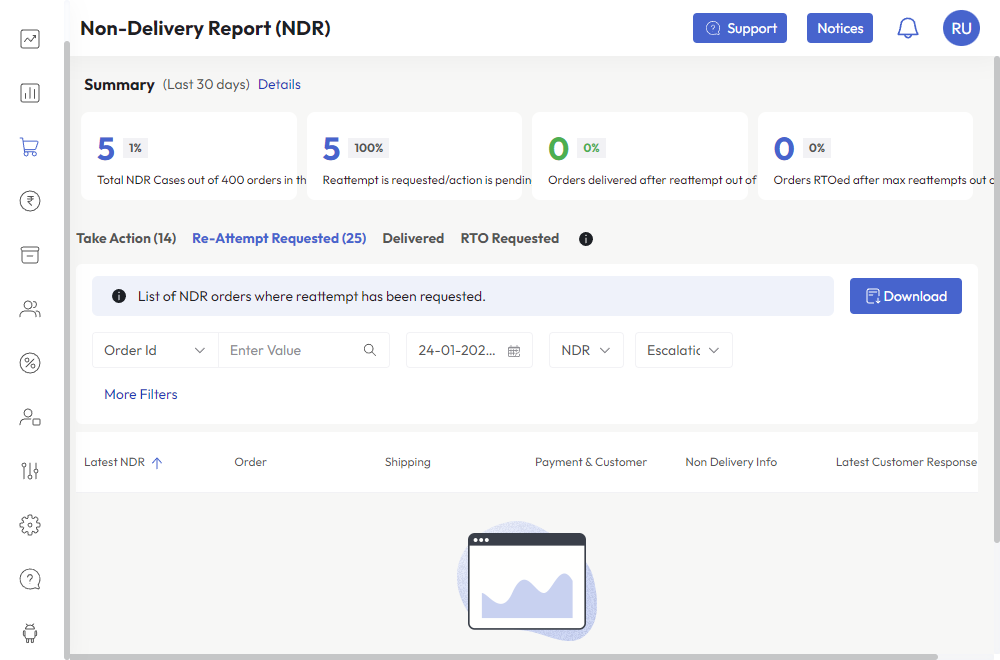 Non-Delivery Report (NDR)
Support
Notices
RU
Summary (Last 30 days) Details
5 1%
Total NDR Cases out of 400 orders in th
5 100%
Reattempt is requested/action is pendin
0 0%
Orders delivered after reattempt out of
0 0%
Orders RTOed after max reattempts out o
Take Action (14) Re-Attempt Requested (25) Delivered RTO Requested
List of NDR orders where reattempt has been requested.
Download
Order Id Enter Value 24-01-202... NDR Escalatic
More Filters
Latest NDR Order Shipping Payment & Customer Non Delivery Info Latest Customer Response